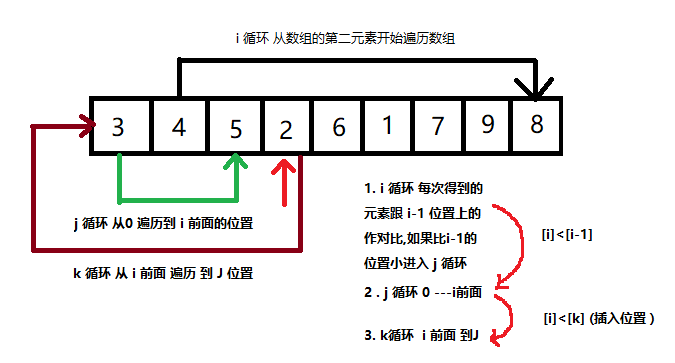 i 循环 从数组的第二元素开始遍历数组
3 4 5 2 6 1 7 9 8
j 循环 从0 遍历到 i 前面的位置
k 循环 从 i 前面 遍历 到 J 位置
1. i 循环 每次得到的
元素跟 i-1 位置上的
作对比,如果比i-1的
位置小进入 j 循环
[i]<[i-1]
2 . j 循环 0 ---i前面
[i]<[k] (插入位置 )
3. k循环 i 前面 到J